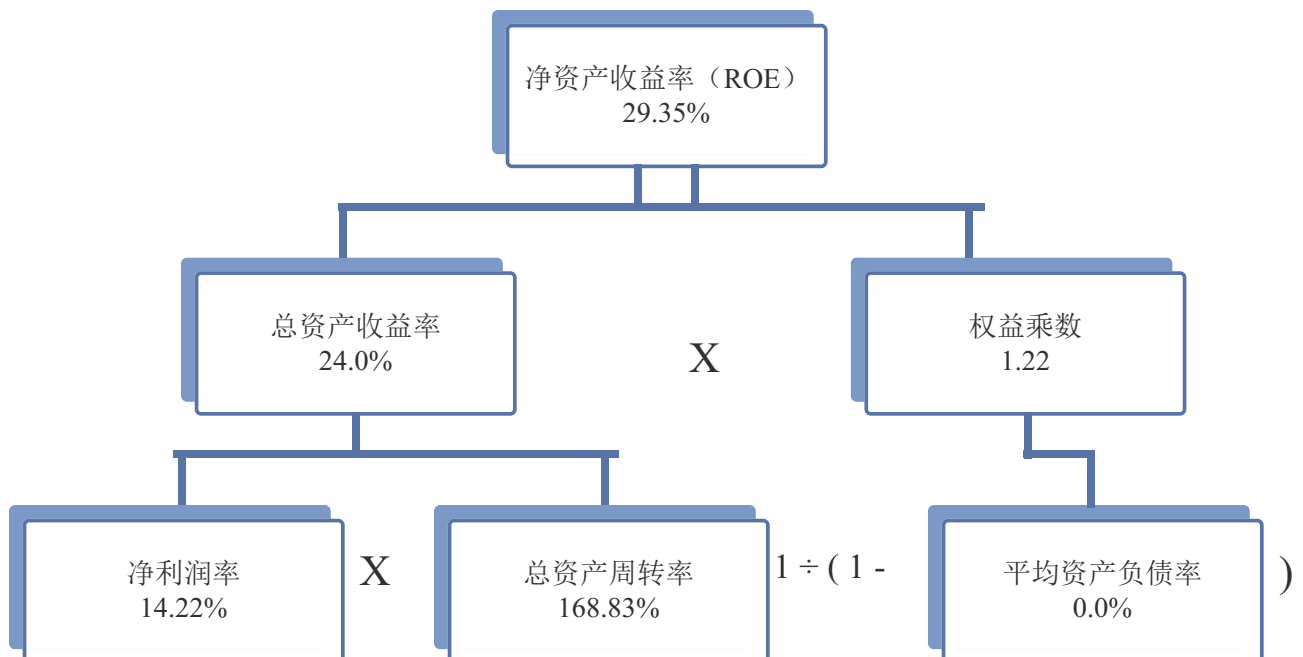 净资产收益率（ROE）
29.35%
总资产收益率
24.0%
X
权益乘数
1.22
净利润率
14.22%
X
总资产周转率
168.83%
1 ÷ ( 1 -
平均资产负债率
0.0%
)